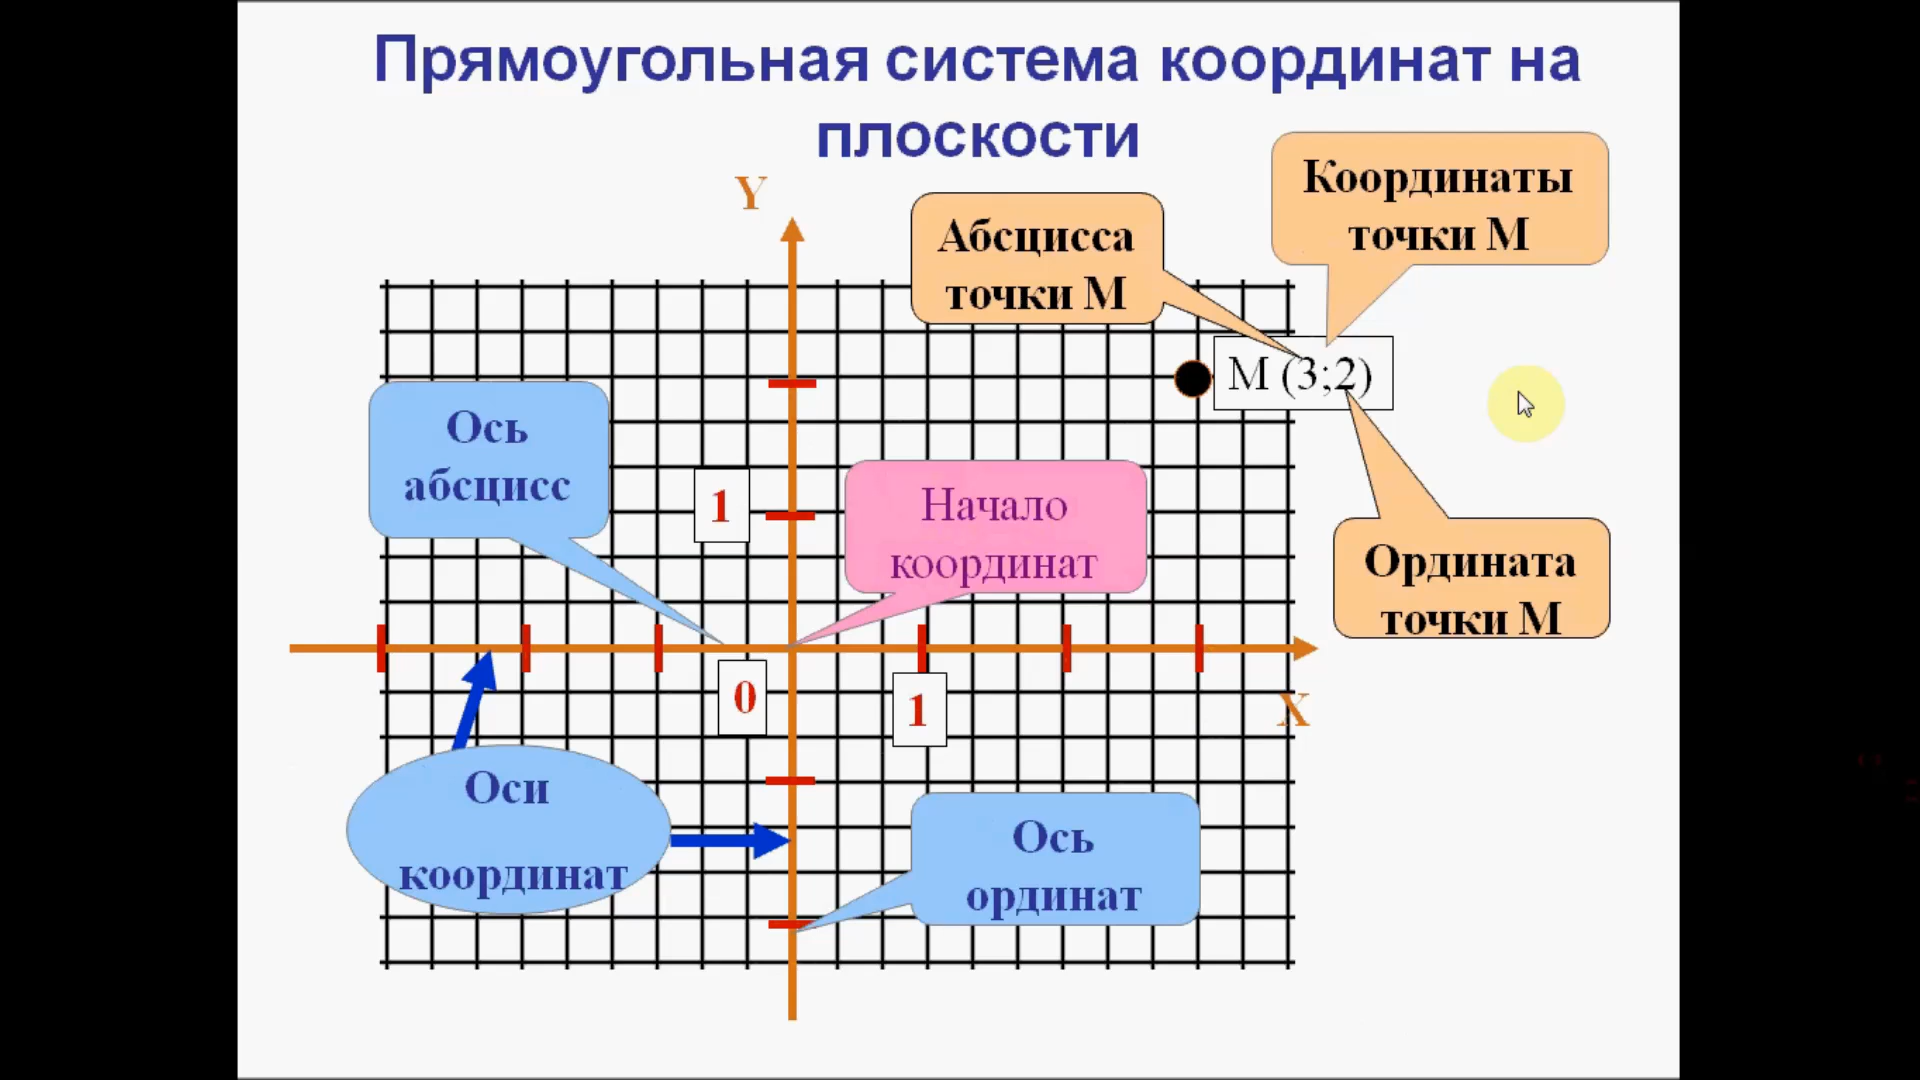 Прямоугольная система координат на
плоскости
Y
Абсцисса
точки М
Координаты
точки М
М (3;2)
Ось
абсцисс
1
Начало
координат
Ордината
точки М
0
1
X
Оси
координат
Ось
ординат